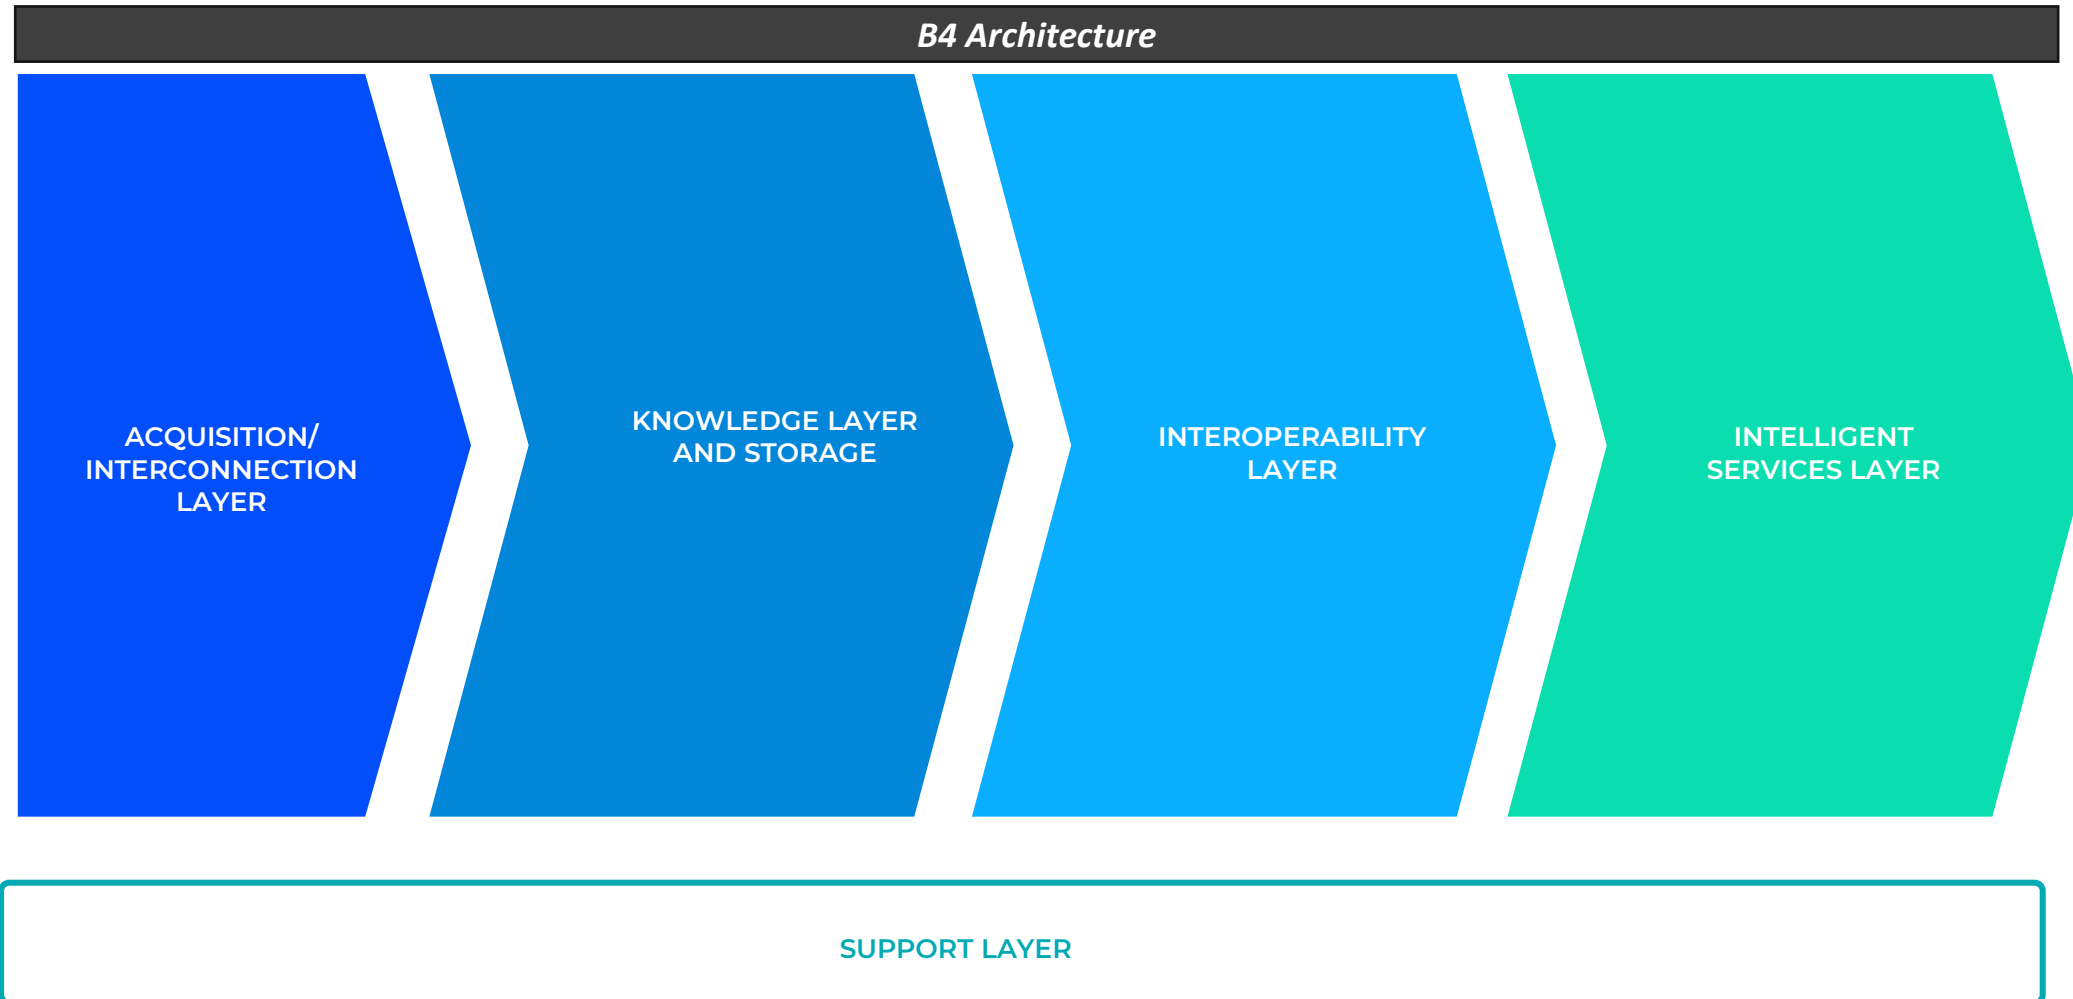 B4 Architecture
ACQUISITION/
INTERCONNECTION
LAYER
KNOWLEDGE LAYER
AND STORAGE
INTEROPERABILITY
LAYER
INTELLIGENT
SERVICES LAYER
SUPPORT LAYER